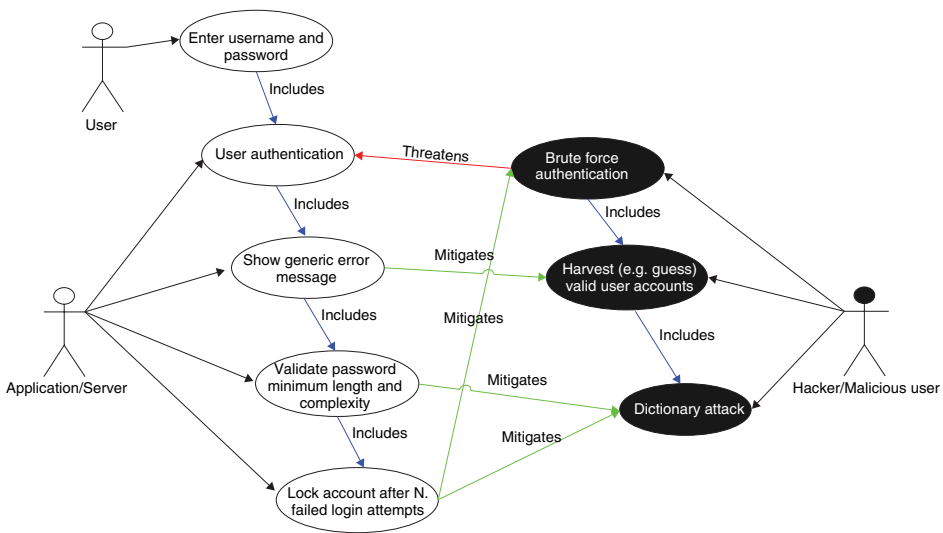 Enter username and
password
User
Includes
User authentication
Threatens
Brute force
authentication
Includes
Includes
Show generic error
message
Mitigates
Harvest (e.g. guess)
valid user accounts
Includes
Mitigates
Includes
Application/Server
Validate password
minimum length and
complexity
Mitigates
Dictionary attack
Hacker/Malicious user
Includes
Mitigates
Lock account after N.
failed login attempts